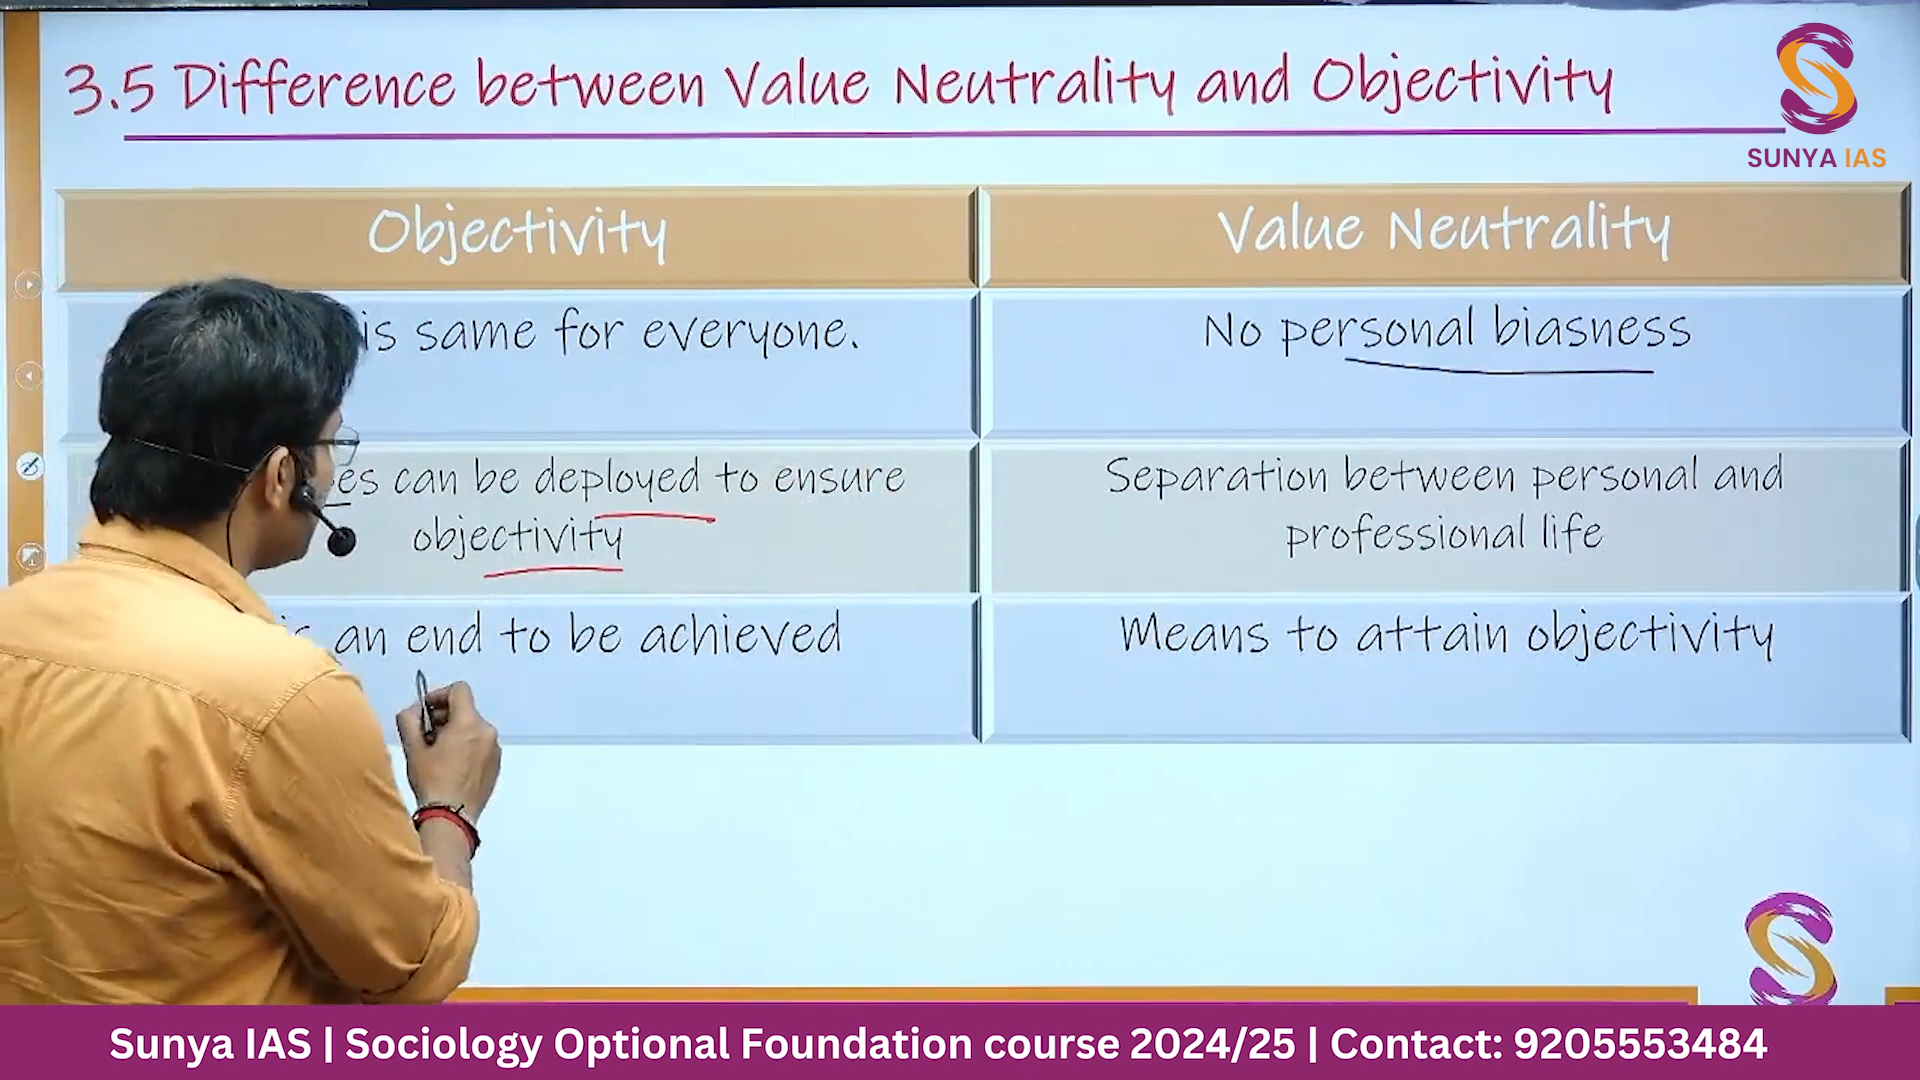 3.5 Difference between Value Neutrality and Objectivity
SUNYA IAS
Objectivity
Value Neutrality
is same for everyone.
No personal biasness
can be deployed to ensure
objectivity
Separation between personal and
professional life
an end to be achieved
Means to attain objectivity
Sunya IAS | Sociology Optional Foundation course 2024/25 | Contact: 9205553484